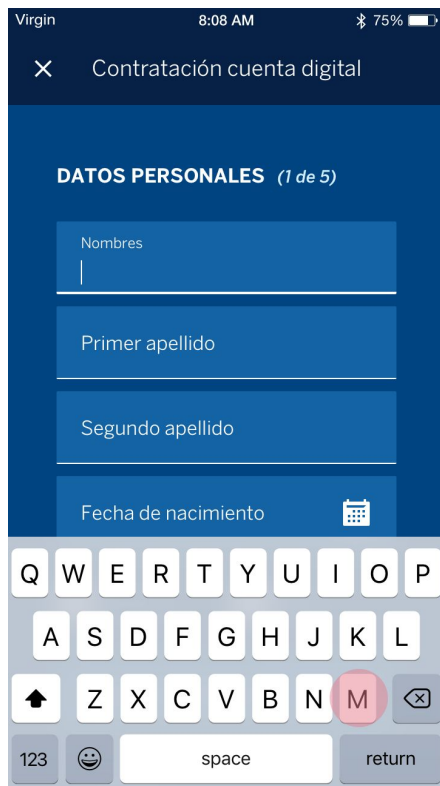 Virgin 8:08 AM 75%
Contratación cuenta digital
DATOS PERSONALES (1 de 5)
Nombres
Primer apellido
Segundo apellido
Fecha de nacimiento
Q W E R T Y U I O P
A S D F G H J K L
Z X C V B N M
123 space return